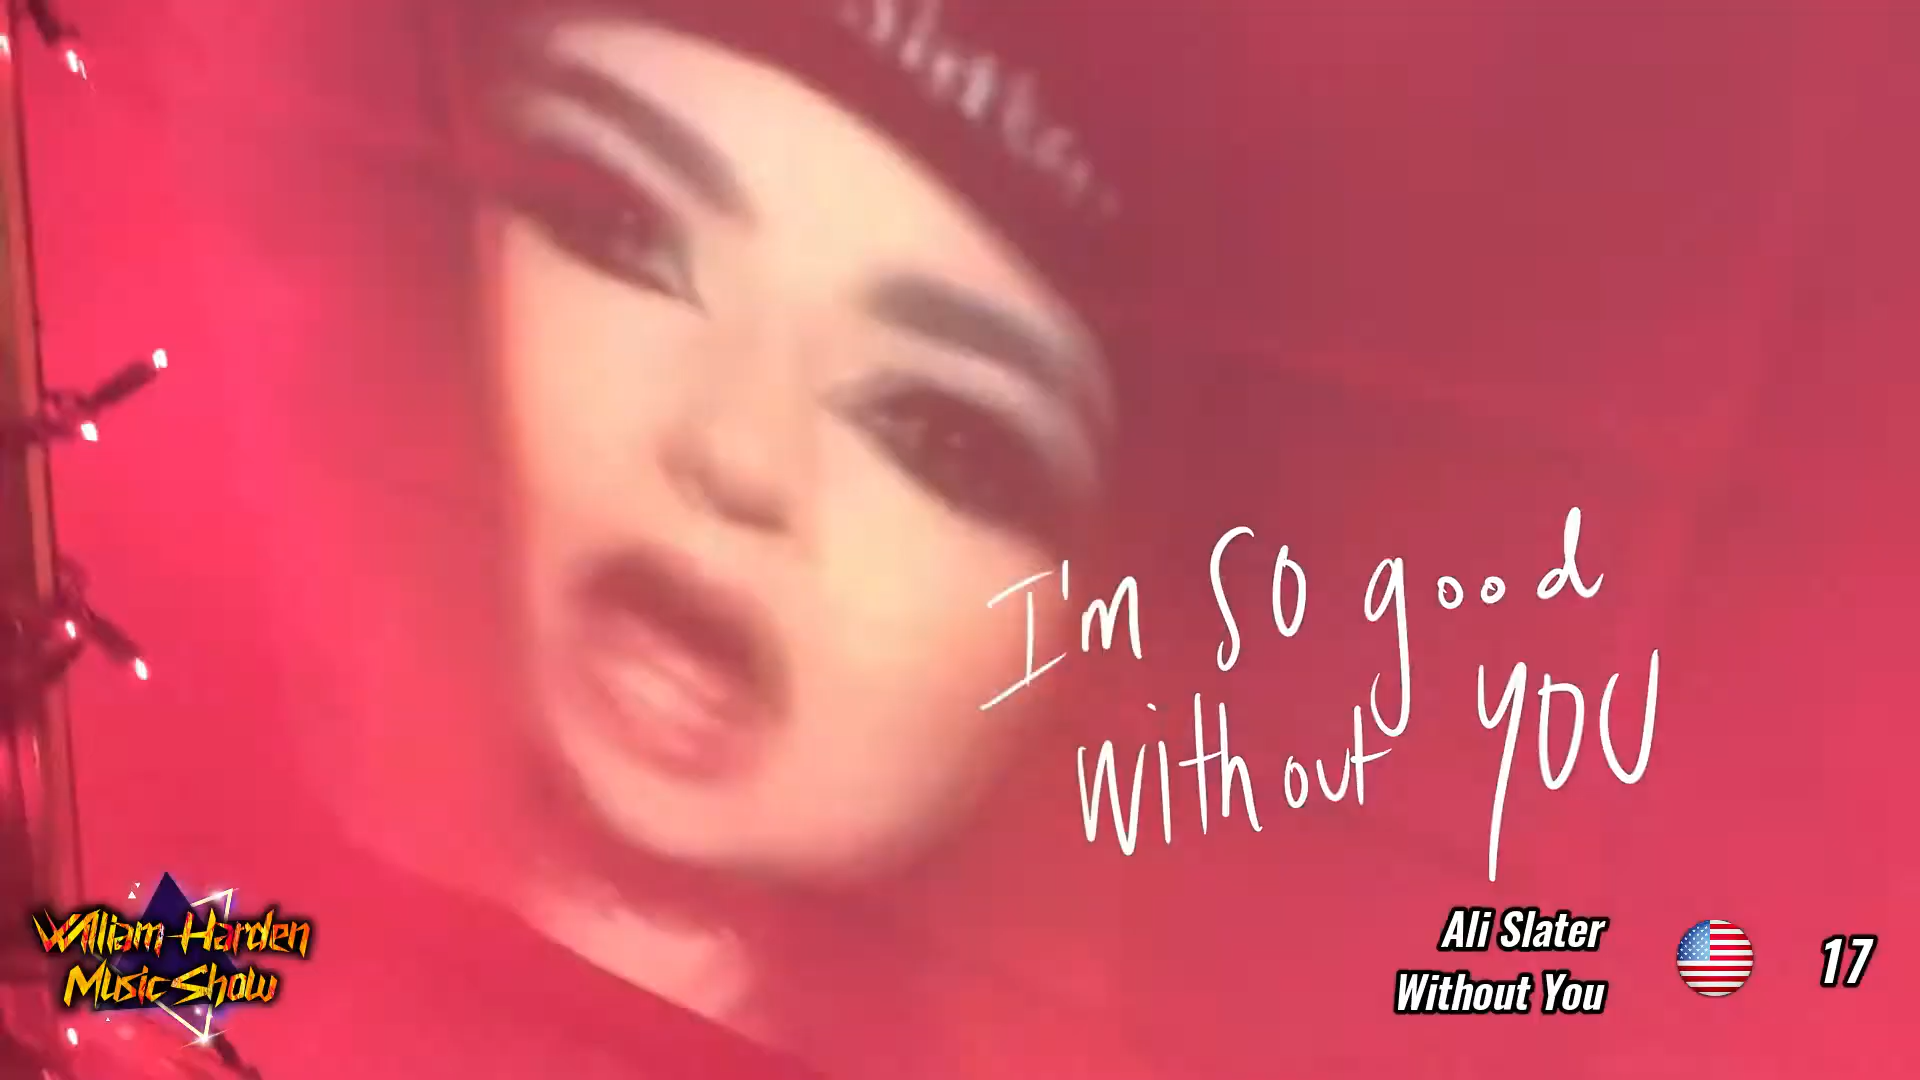 I'm so good
without YOU
William Harden
Music Show
Ali Slater
Without You
17